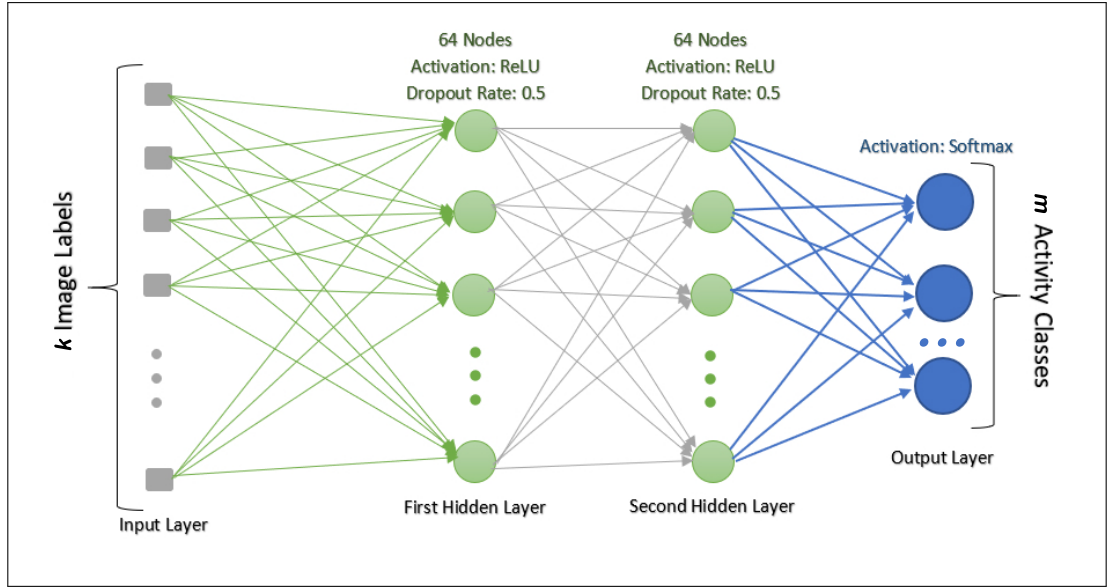 64 Nodes
Activation: ReLU
Dropout Rate: 0.5
64 Nodes
Activation: ReLU
Dropout Rate: 0.5
Activation: Softmax
k Image Labels
m Activity Classes
Input Layer
First Hidden Layer
Second Hidden Layer
Output Layer